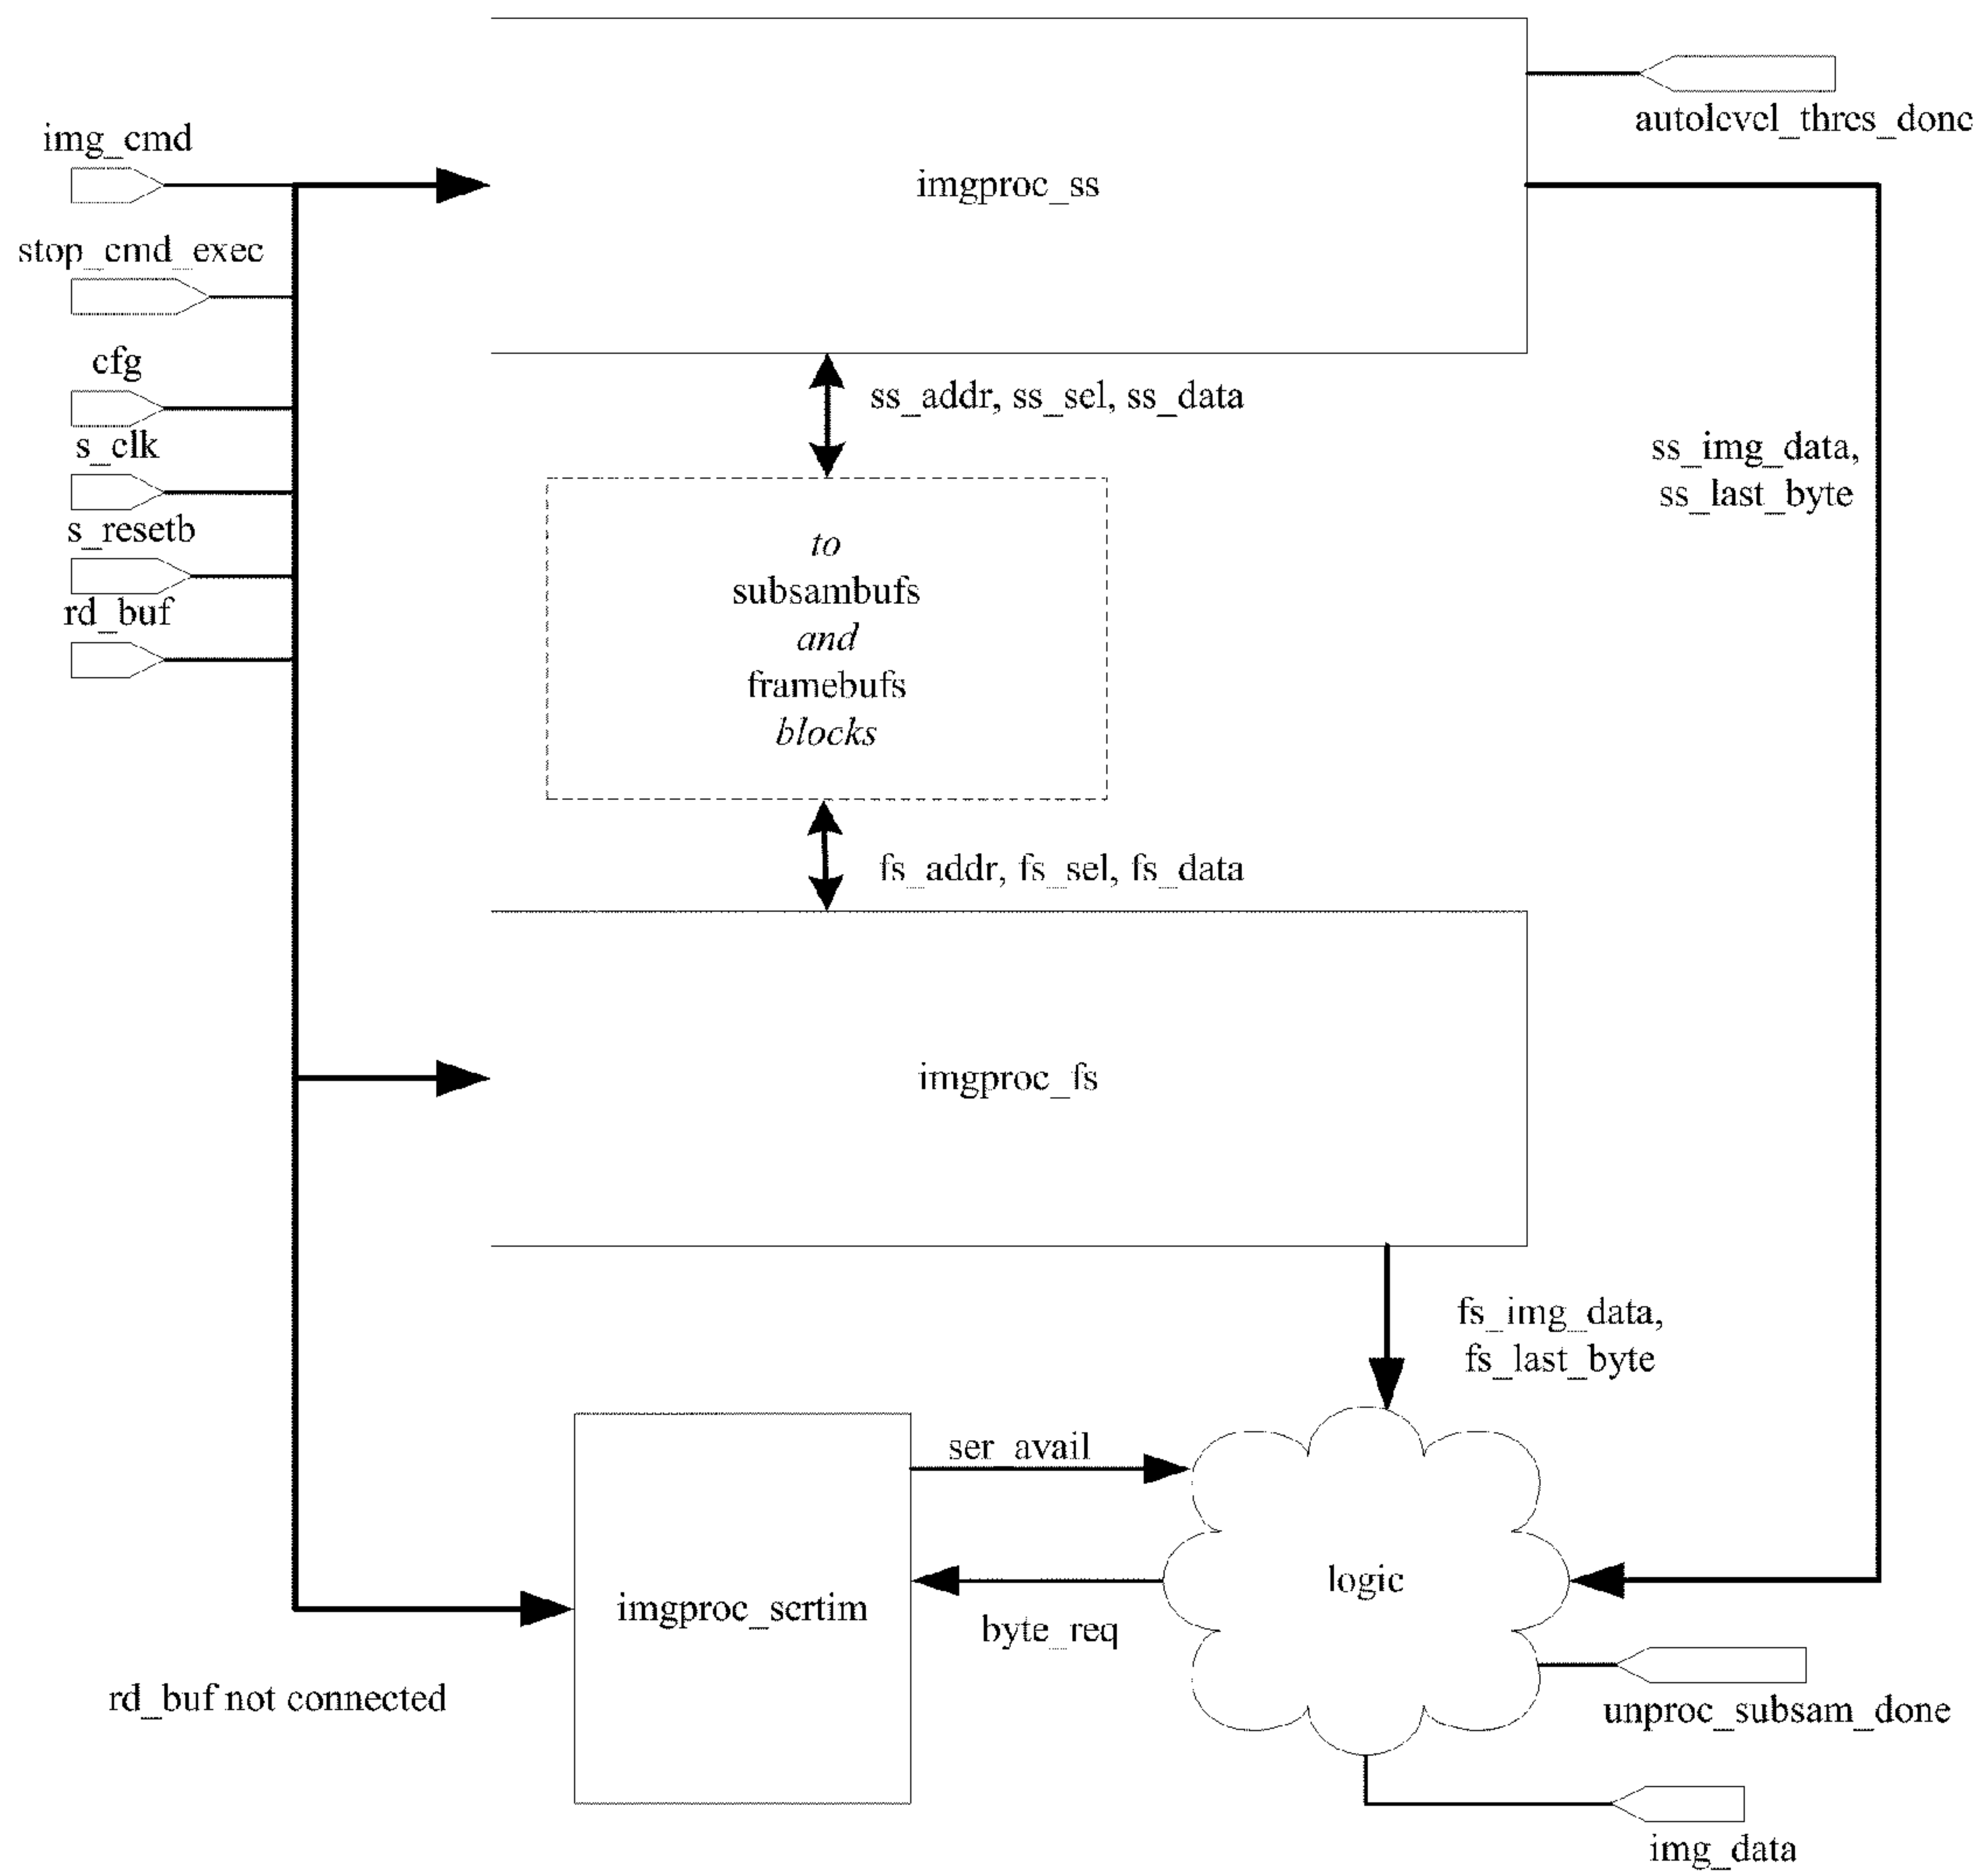 img_cmd
stop_cmd_exec
cfg
s_clk
s_resetb
rd_buf
imgproc_ss
autolevel_thres_done
ss_addr, ss_sel, ss_data
to
subsambufs
and
framebufs
blocks
ss_img_data,
ss_last_byte
fs_addr, fs_sel, fs_data
imgproc_fs
fs_img_data,
fs_last_byte
ser_avail
byte_req
imgproc_sertim
logic
rd_buf not connected
unproc_subsam_done
img_data